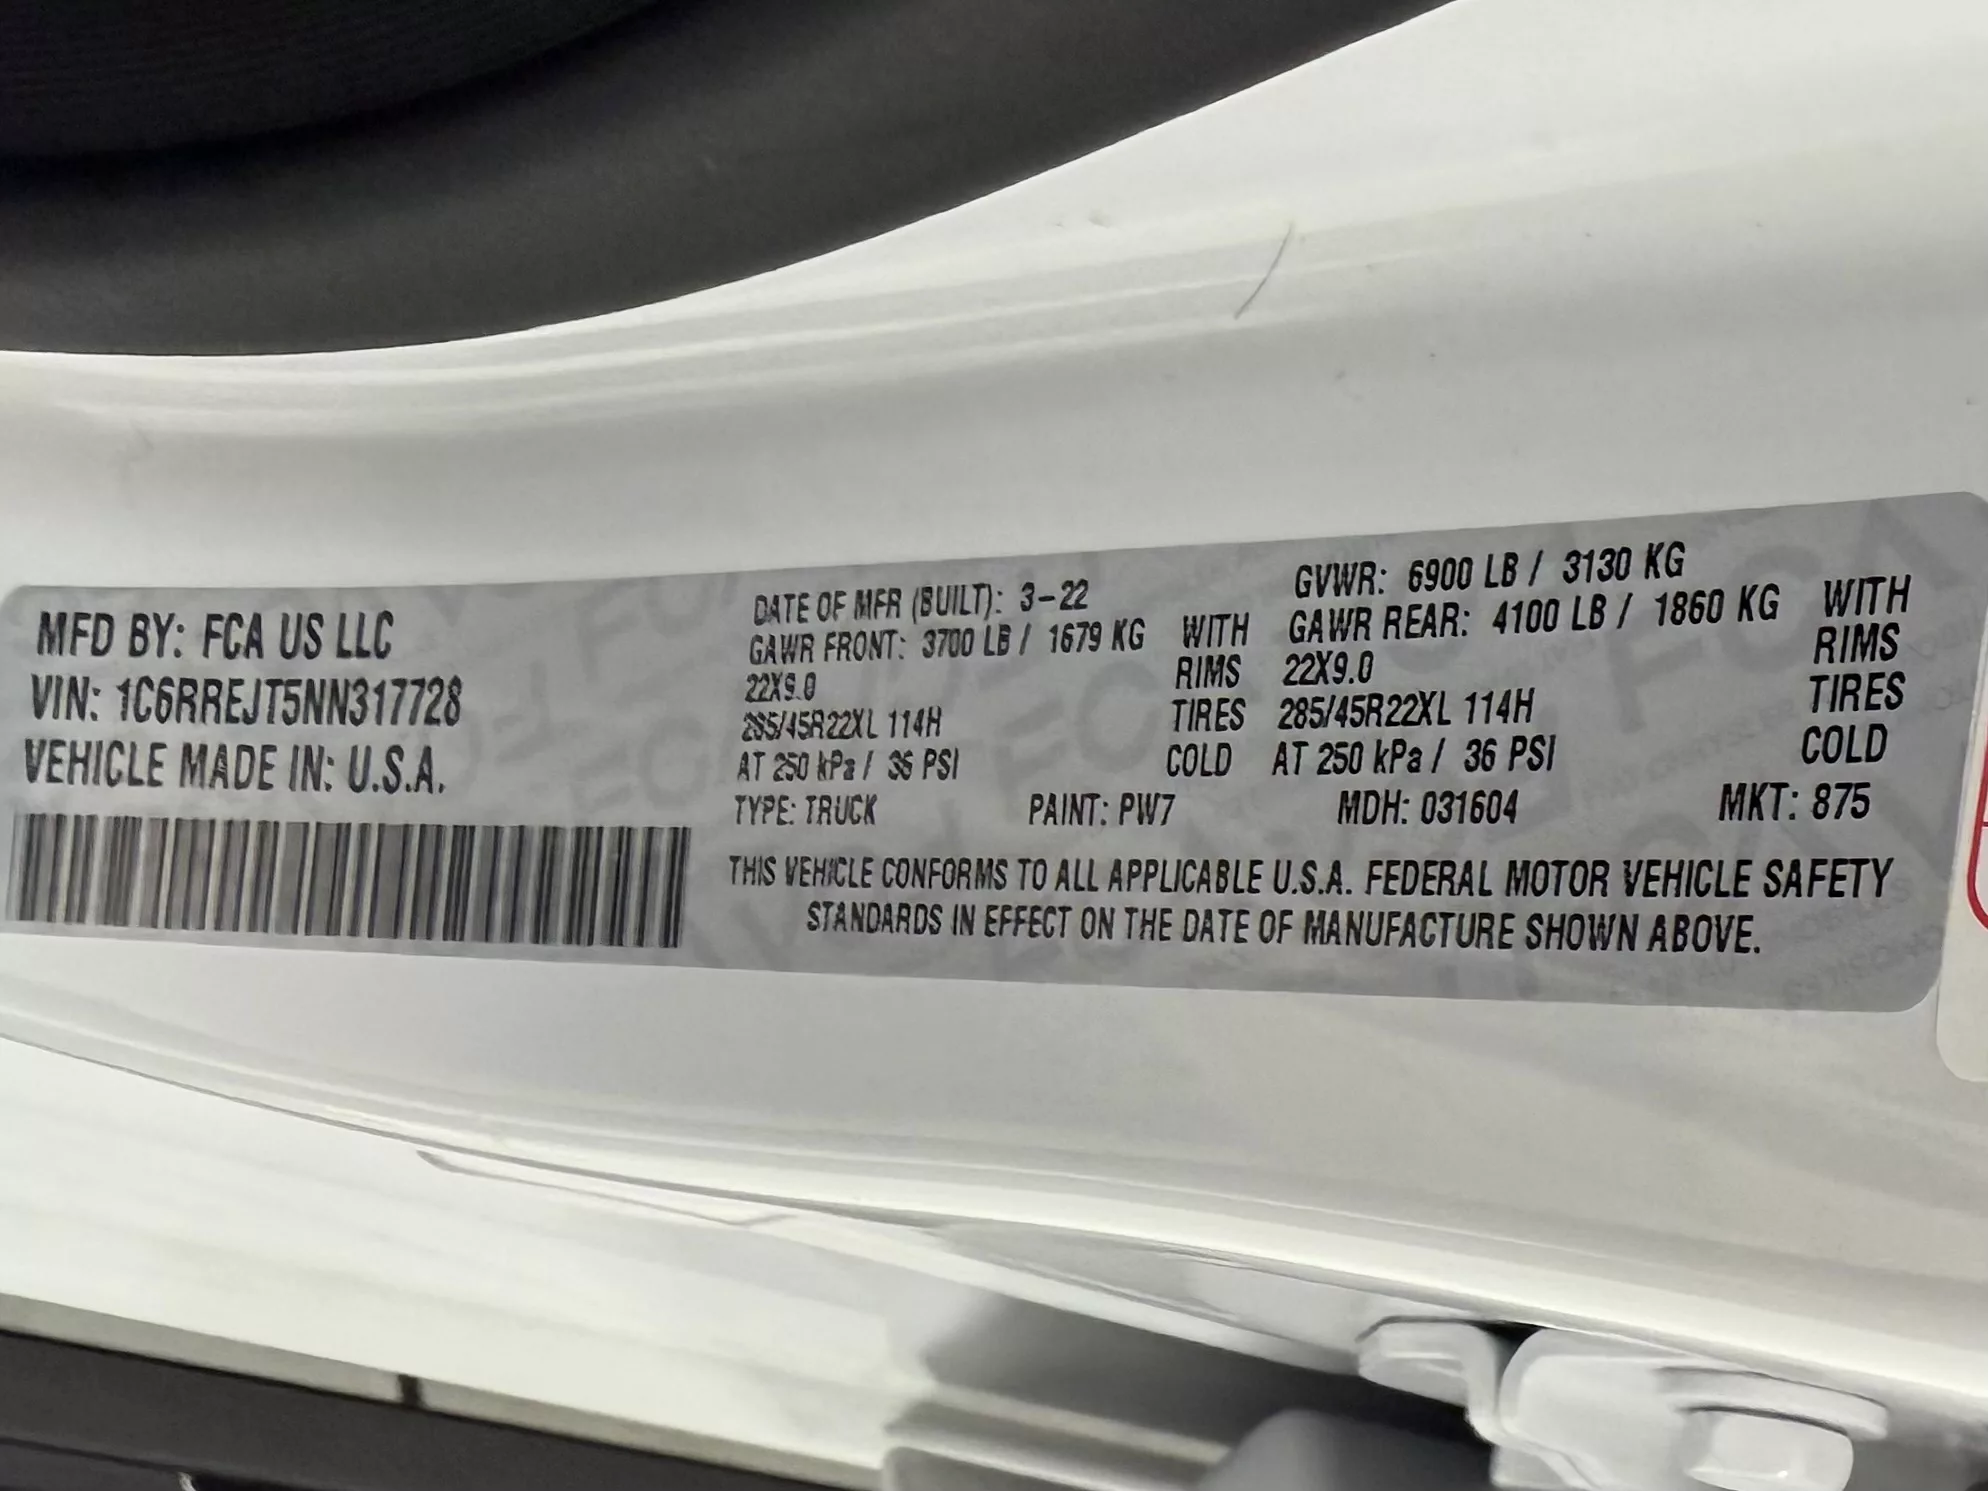 MFD BY: FCA US LLC
VIN: 1C6RREJT5NN317728
VEHICLE MADE IN: U.S.A.
DATE OF MFR (BUILT): 3-22
GAWR FRONT: 3700 LB / 1679 KG WITH
22X9.0 RIMS
285/45R22XL 114H TIRES
AT 250 kPa / 36 PSI COLD
GVWR: 6900 LB / 3130 KG
GAWR REAR: 4100 LB / 1860 KG WITH
22X9.0 RIMS
285/45R22XL 114H TIRES
AT 250 kPa / 36 PSI COLD
TYPE: TRUCK PAINT: PW7 MDH: 031604 MKT: 875
THIS VEHICLE CONFORMS TO ALL APPLICABLE U.S.A. FEDERAL MOTOR VEHICLE SAFETY
STANDARDS IN EFFECT ON THE DATE OF MANUFACTURE SHOWN ABOVE.